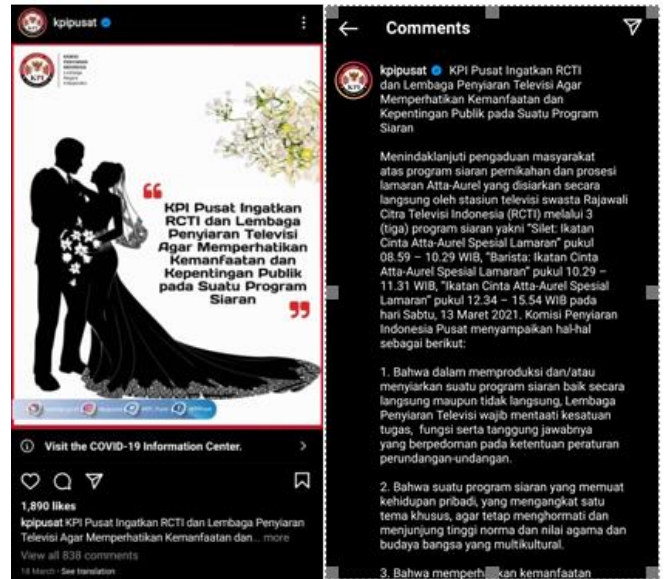 kpipusat
KPI
KOMISI
PENYIARAN
INDONESIA
Lembaga
Negara
Independen
KPI Pusat Ingatkan
RCTI dan Lembaga
Penyiaran Televisi
Agar Memperhatikan
Kemanfaatan dan
Kepentingan Publik
pada Suatu Program
Siaran
Visit the COVID-19 Information Center.
1,890 likes
kpipusat KPI Pusat Ingatkan RCTI dan Lembaga Penyiaran
Televisi Agar Memperhatikan Kemanfaatan dan... more
View all 838 comments
18 March · See translation
Comments
kpipusat KPI Pusat Ingatkan RCTI
dan Lembaga Penyiaran Televisi Agar
Memperhatikan Kemanfaatan dan
Kepentingan Publik pada Suatu Program
Siaran
Menindaklanjuti pengaduan masyarakat
atas program siaran pernikahan dan prosesi
lamaran Atta-Aurel yang disiarkan secara
langsung oleh stasiun televisi swasta Rajawali
Citra Televisi Indonesia (RCTI) melalui 3
(tiga) program siaran yakni "Silet: Ikatan
Cinta Atta-Aurel Spesial Lamaran" pukul
08.59 – 10.29 WIB, "Barista: Ikatan Cinta
Atta-Aurel Spesial Lamaran" pukul 10.29 –
11.31 WIB, "Ikatan Cinta Atta-Aurel Spesial
Lamaran" pukul 12.34 – 15.54 WIB pada
hari Sabtu, 13 Maret 2021, Komisi Penyiaran
Indonesia Pusat menyampaikan hal-hal
sebagai berikut:
1. Bahwa dalam memproduksi dan/atau
menyiarkan suatu program siaran baik secara
langsung maupun tidak langsung, Lembaga
Penyiaran Televisi wajib mentaati kesatuan
tugas, fungsi serta tanggung jawabnya
yang berpedoman pada ketentuan peraturan
perundangan-undangan.
2. Bahwa suatu program siaran yang memuat
kehidupan pribadi, yang mengangkat satu
tema khusus, agar tetap menghormati dan
menjunjung tinggi norma dan nilai agama dan
budaya bangsa yang multikultural.
3. Bahwa kan kemanfaatan